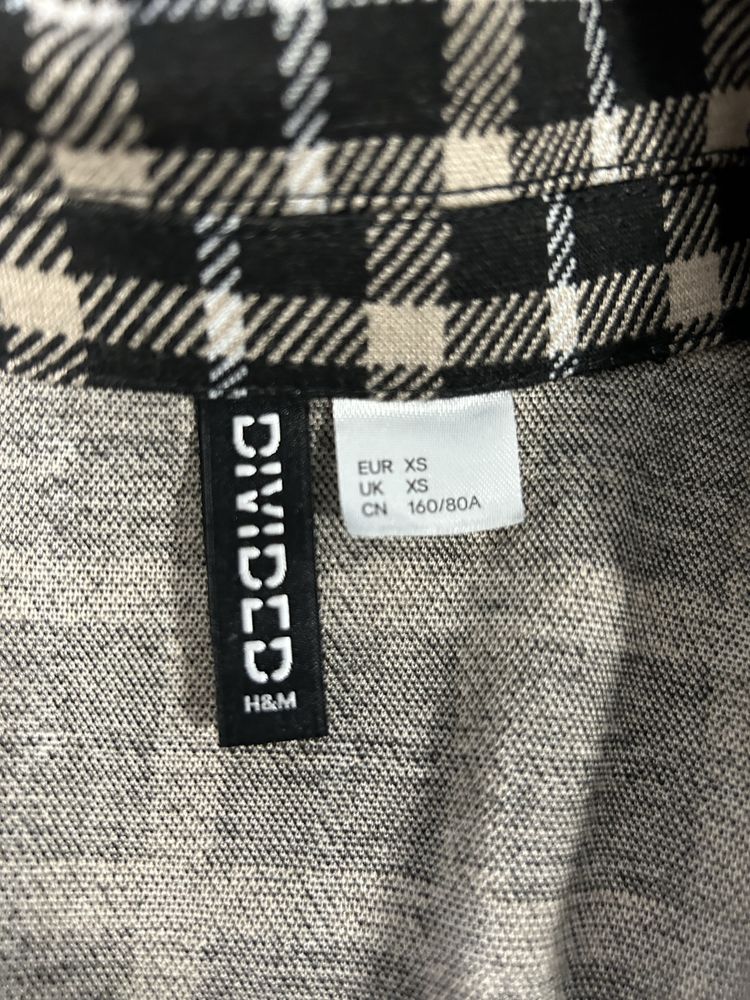 DIVIDED
H&M
EUR XS
UK XS
CN 160/80A